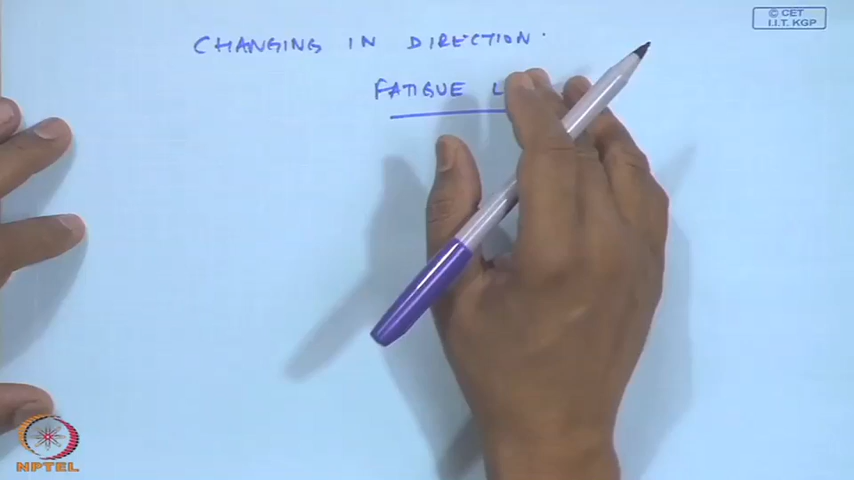 © CET
I.I.T. KGP
CHANGING IN DIRECTION
FATIGUE
NPTEL